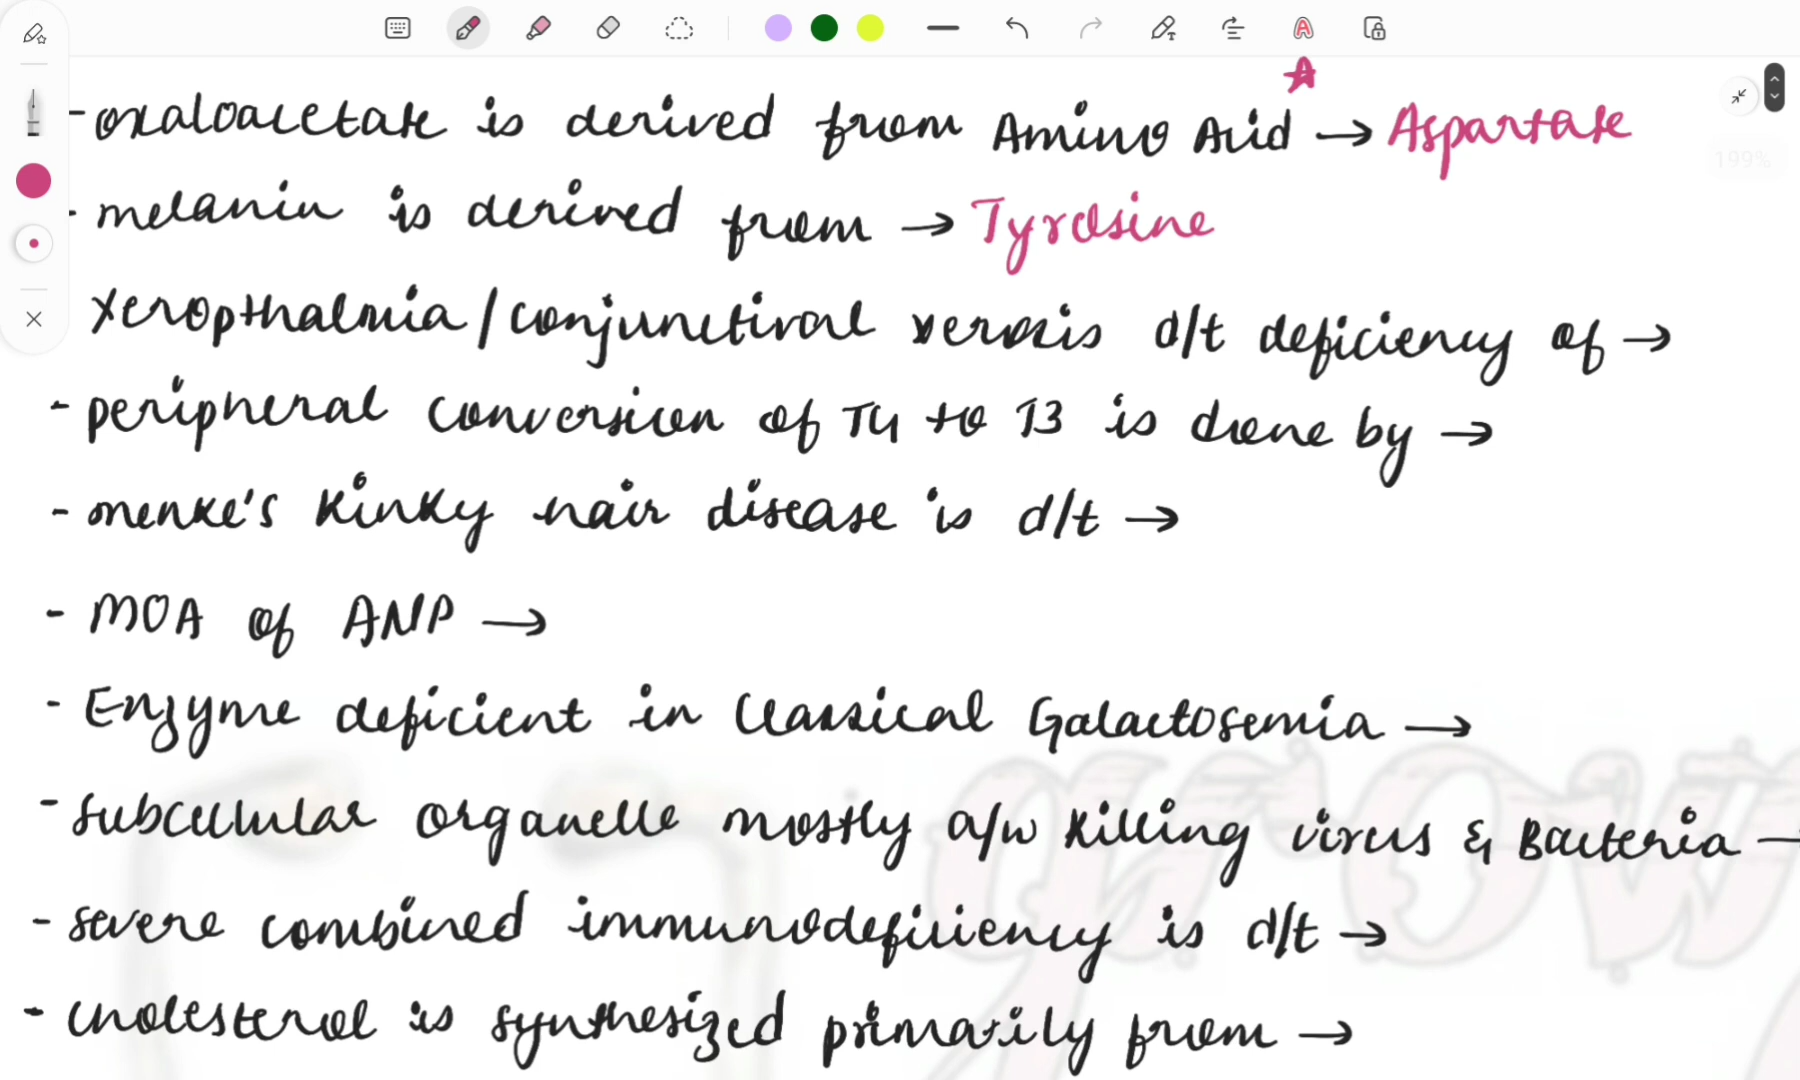 - oxaloacetate is derived from Amino Acid → Aspartate
- melanin is derived from → Tyrosine
Xeropthalmia/conjunctival xerosis d/t deficiency of →
199%
- peripheral conversion of T4 to T3 is done by →
- menke's Kinky hair disease is d/t →
- MOA of ANP →
- Enzyme deficient in Classical Galactosemia →
- subcellular organelle mostly a/w killing virus & Bacteria →
- severe combined immunodeficiency is d/t →
- cholesterol is synthesized primarily from →
grow